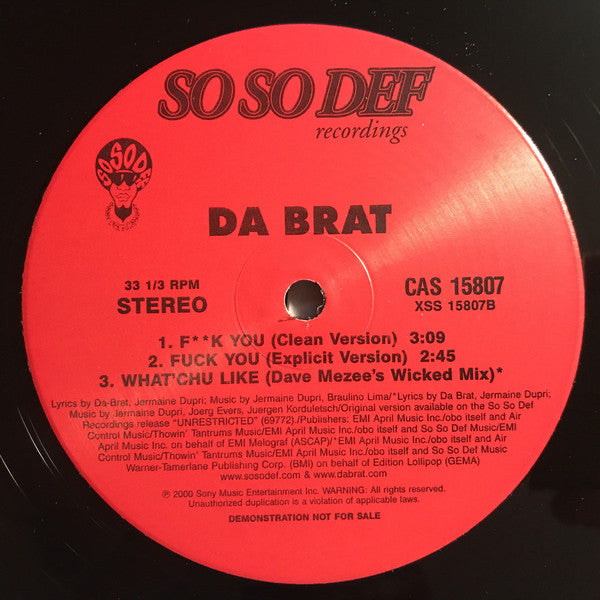 SO SO DEF
recordings
SO SO DEF
DA BRAT
33 1/3 RPM
STEREO
CAS 15807
XSS 15807B
1. F**K YOU (Clean Version) 3:09
2. FUCK YOU (Explicit Version) 2:45
3. WHAT'CHU LIKE (Dave Mezee's Wicked Mix)*
Lyrics by Da-Brat, Jermaine Dupri; Music by Jermaine Dupri, Braulino Lima/*Lyrics by Da Brat, Jermaine Dupri;
Music by Jermaine Dupri, Joerg Evers, Juergen Korduletsch/Original version available on the So So Def
Recordings release "UNRESTRICTED" (69772)./Publishers: EMI April Music Inc./obo itself and Air
Control Music/Thowin' Tantrums Music/EMI April Music Inc./obo itself and So So Def Music/EMI
April Music Inc. on behalf of EMI Melograf (ASCAP)/*EMI April Music Inc./obo itself and Air
Control Music/Thowin' Tantrums Music/EMI April Music Inc./obo itself and So So Def Music
Warner-Tamerlane Publishing Corp. (BMI) on behalf of Edition Lollipop (GEMA)
www.sosodef.com & www.dabrat.com
℗ 2000 Sony Music Entertainment Inc. WARNING: All rights reserved.
Unauthorized duplication is a violation of applicable laws.
DEMONSTRATION NOT FOR SALE